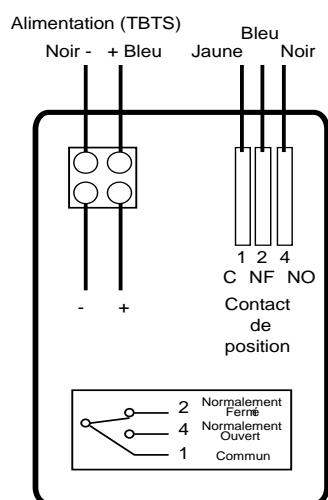 Alimentation (TBTS)
Noir - + Bleu
Bleu
Jaune Noir
1 2 4
C NF NO
- +
Contact
de
position
2 Normalement
Fermé
4 Normalement
Ouvert
1 Commun